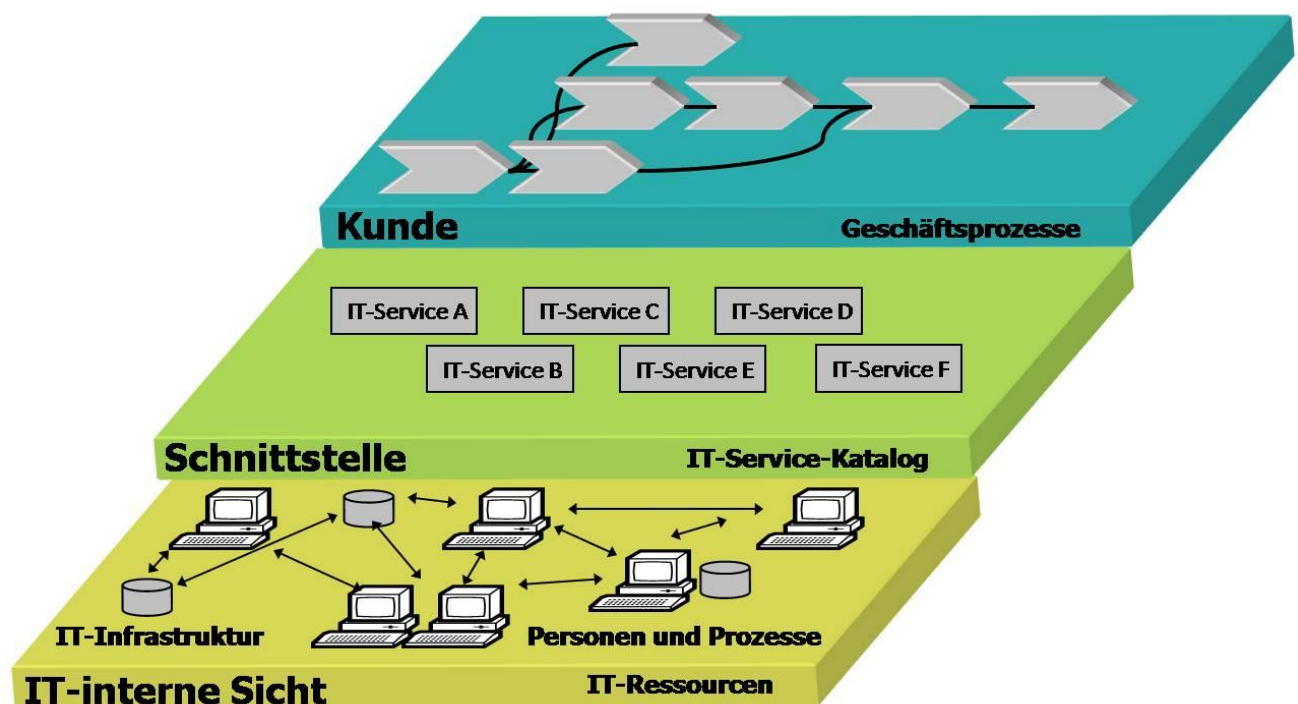 Kunde
Geschäftsprozesse
IT-Service A
IT-Service C
IT-Service D
IT-Service B
IT-Service E
IT-Service F
Schnittstelle
IT-Service-Katalog
IT-Infrastruktur
Personen und Prozesse
IT-interne Sicht
IT-Ressourcen